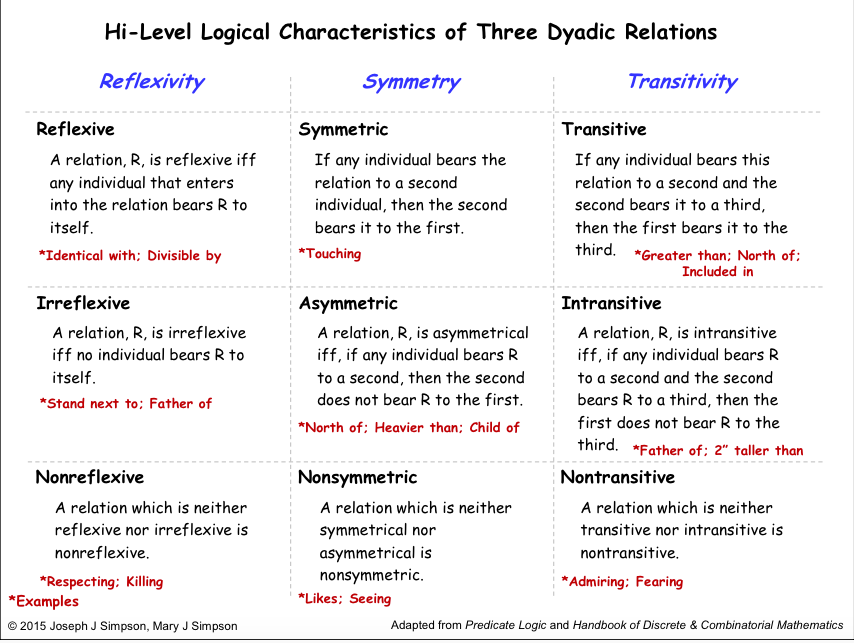 Hi-Level Logical Characteristics of Three Dyadic Relations
Reflexivity
Symmetry
Transitivity
Reflexive
A relation, R, is reflexive iff
any individual that enters
into the relation bears R to
itself.
*Identical with; Divisible by
Symmetric
If any individual bears the
relation to a second
individual, then the second
bears it to the first.
*Touching
Transitive
If any individual bears this
relation to a second and the
second bears it to a third,
then the first bears it to the
third.
*Greater than; North of;
Included in
Irreflexive
A relation, R, is irreflexive
iff no individual bears R to
itself.
*Stand next to; Father of
Asymmetric
A relation, R, is asymmetrical
iff, if any individual bears R
to a second, then the second
does not bear R to the first.
*North of; Heavier than; Child of
Intransitive
A relation, R, is intransitive
iff, if any individual bears R
to a second and the second
bears R to a third, then the
first does not bear R to the
third.
*Father of; 2” taller than
Nonreflexive
A relation which is neither
reflexive nor irreflexive is
nonreflexive.
*Respecting; Killing
Nonsymmetric
A relation which is neither
symmetrical nor
asymmetrical is
nonsymmetric.
*Likes; Seeing
Nontransitive
A relation which is neither
transitive nor intransitive is
nontransitive.
*Admiring; Fearing
*Examples
© 2015 Joseph J Simpson, Mary J Simpson
Adapted from Predicate Logic and Handbook of Discrete & Combinatorial Mathematics